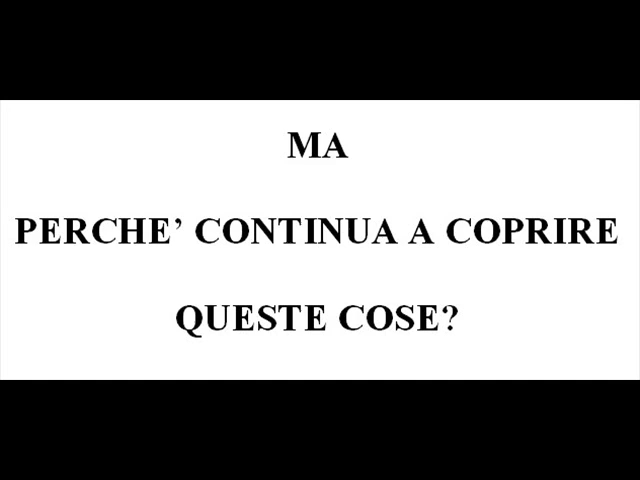 MA
PERCHE’ CONTINUA A COPRIRE
QUESTE COSE?